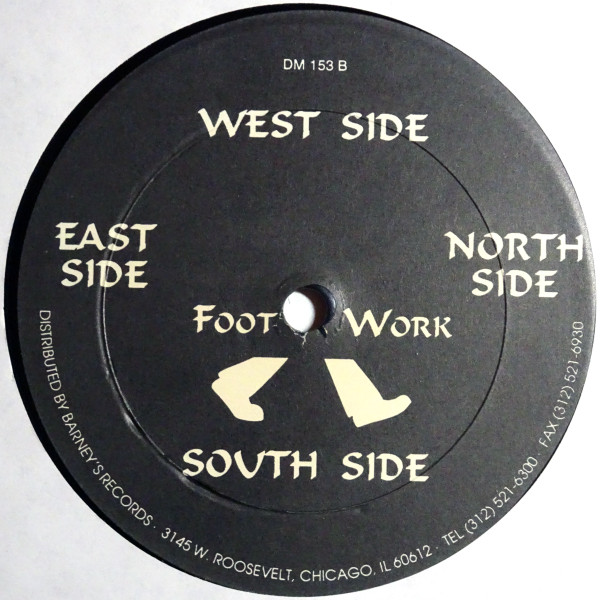 DM 153 B
WEST SIDE
EAST
SIDE
NORTH
SIDE
FOOT WORK
SOUTH SIDE
DISTRIBUTED BY BARNEY'S RECORDS · 3145 W. ROOSEVELT, CHICAGO, IL 60612 · TEL (312) 521-6300 · FAX (312) 521-6930